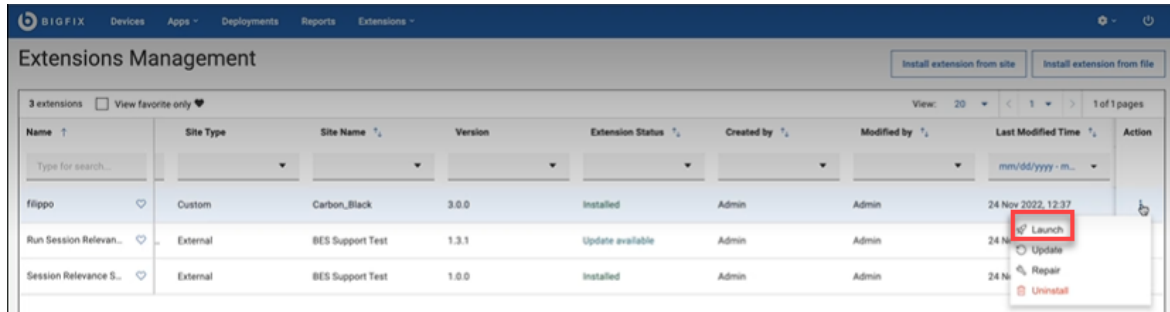 BIGFIX Devices Apps Deployments Reports Extensions
Extensions Management
Install extension from site Install extension from file
3 extensions View favorite only View: 20 1 1 of 1 pages
Name Site Type Site Name Version Extension Status Created by Modified by Last Modified Time Action
Type for search... mm/dd/yyyy - m...
filippo Custom Carbon_Black 3.0.0 Installed Admin Admin 24 Nov 2022, 12:37
Run Session Relevan... External BES Support Test 1.3.1 Update available Admin Admin 24 N
Session Relevance S... External BES Support Test 1.0.0 Installed Admin Admin 24 N
Launch
Update
Repair
Uninstall